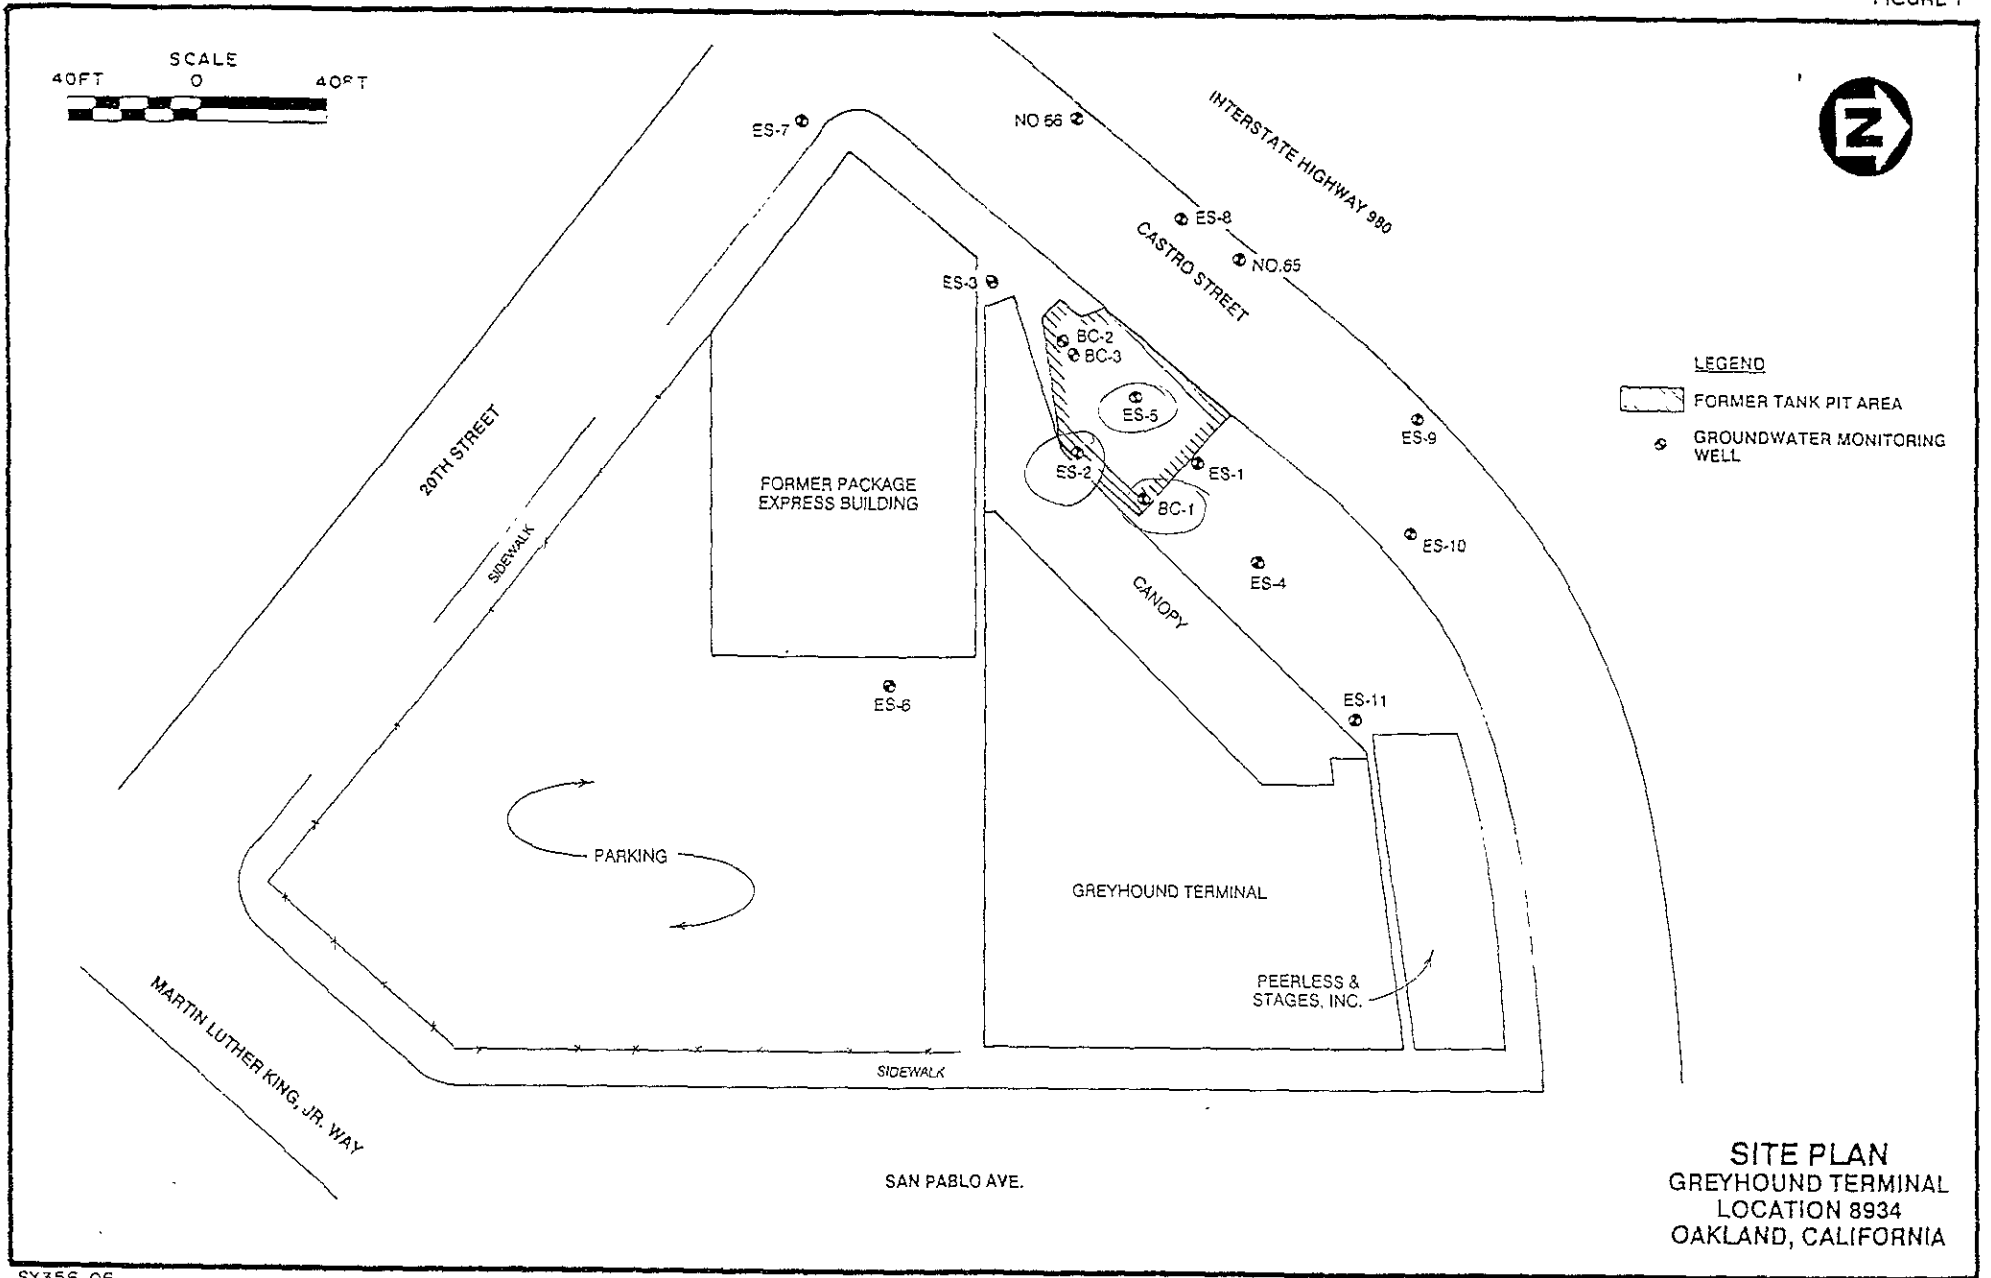 FIGURE 1
SCALE
40FT 0 40FT
N
ES-7
NO 66
INTERSTATE HIGHWAY 980
ES-8
CASTRO STREET
NO.65
ES-3
BC-2
BC-3
ES-5
LEGEND
FORMER TANK PIT AREA
GROUNDWATER MONITORING
WELL
ES-9
20TH STREET
ES-2
ES-1
FORMER PACKAGE
EXPRESS BUILDING
BC-1
SIDEWALK
ES-10
ES-4
CANOPY
ES-6
ES-11
PARKING
GREYHOUND TERMINAL
PEERLESS &
STAGES, INC.
MARTIN LUTHER KING, JR. WAY
SIDEWALK
SAN PABLO AVE.
SITE PLAN
GREYHOUND TERMINAL
LOCATION 8934
OAKLAND, CALIFORNIA